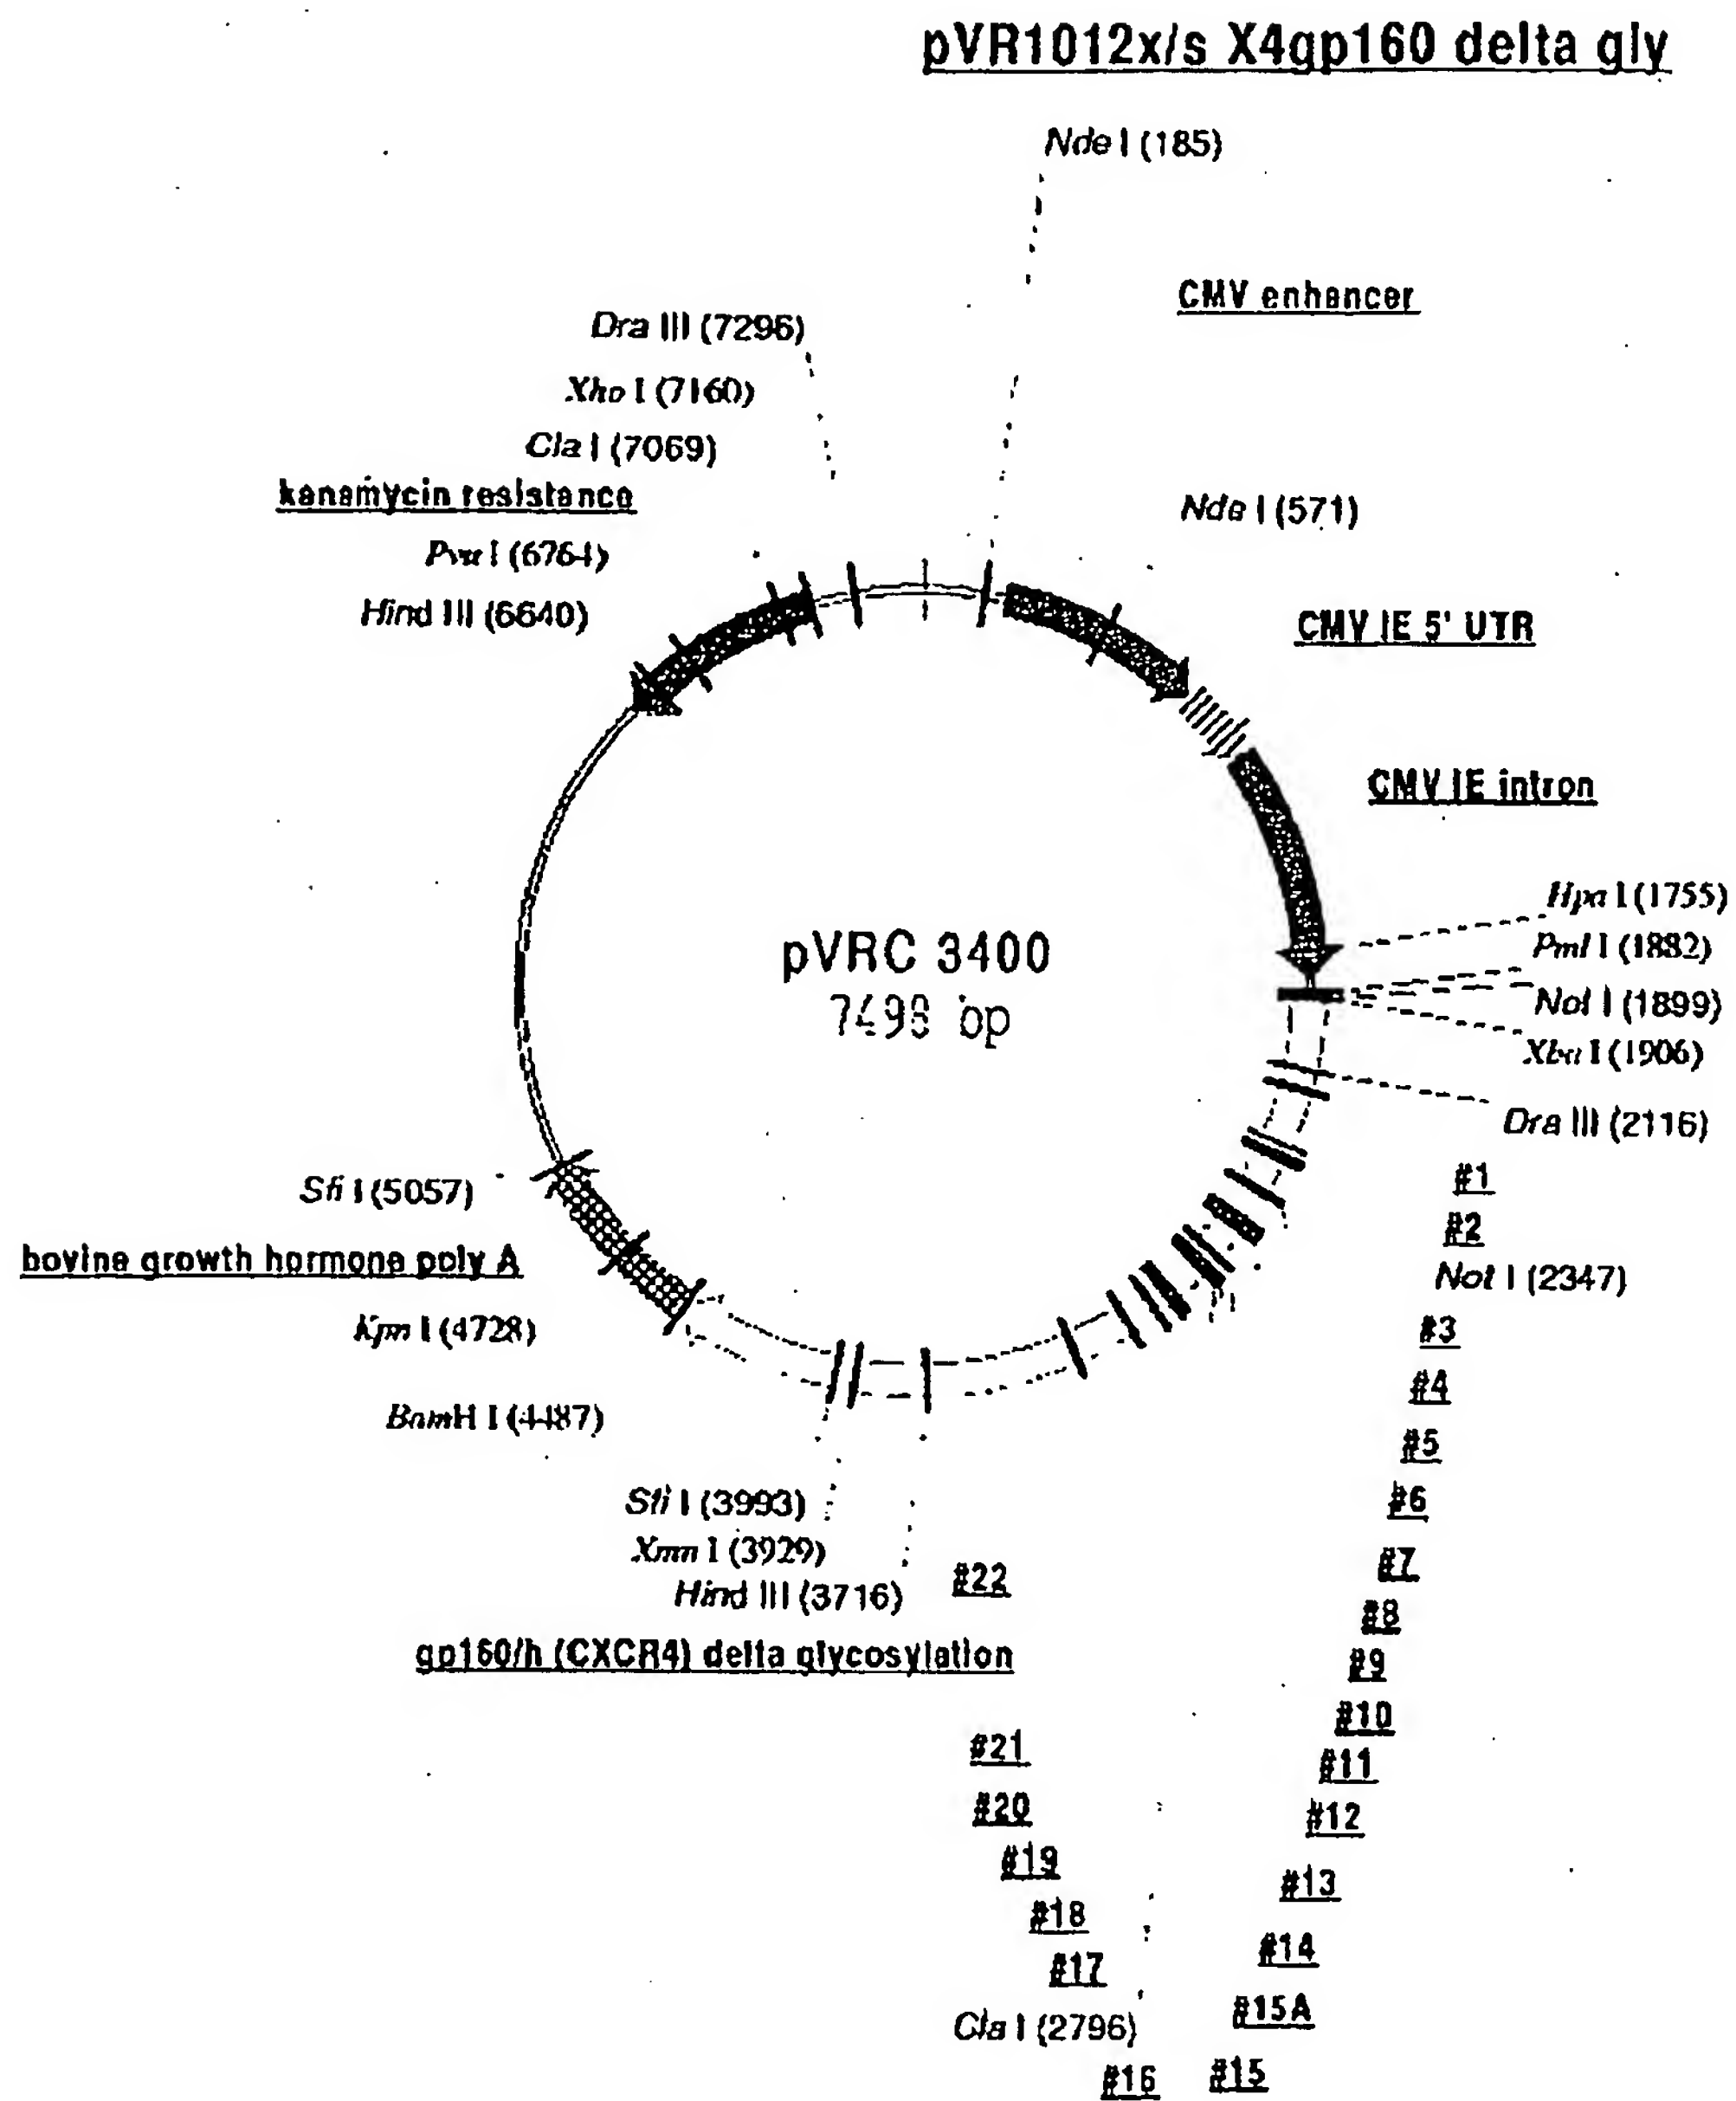 pVR1012x/s X4gp160 delta gly
Nde I (185)
CMV enhancer
Dra III (7296)
Xho I (7160)
Cla I (7069)
kanamycin resistance
Nde I (571)
Pvu I (6764)
Hind III (6640)
CMV IE 5' UTR
CMV IE intron
Hpa I (1755)
pVRC 3400
Pml I (1882)
bp
Not I (1899)
Xba I (1906)
Dra III (2116)
#1
Sfi I (5057)
#2
bovine growth hormone poly A
Not I (2347)
Kpn I (4728)
#3
#4
BamH I (4487)
#5
Sfi I (3993)
#6
Xmn I (3929)
#7
Hind III (3716)
#22
#8
gp160/h (CXCR4) delta glycosylation
#9
#10
#21
#11
#20
#12
#19
#13
#18
#14
#17
#15A
Cla I (2796)
#16
#15